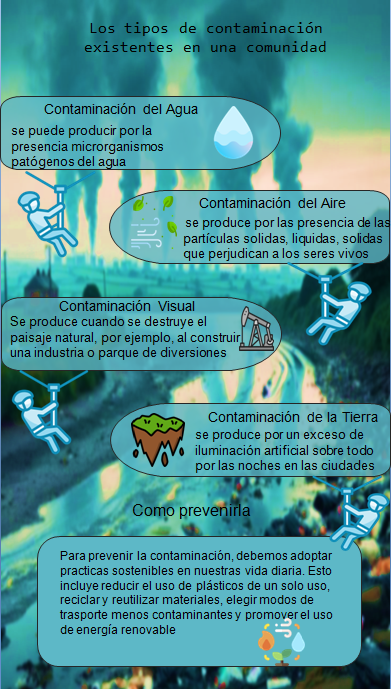 Los tipos de contaminación
existentes en una comunidad
Contaminación del Agua
se puede producir por la
presencia microrganismos
patógenos del agua
Contaminación del Aire
se produce por las presencia de las
partículas solidas, liquidas, solidas
que perjudican a los seres vivos
Contaminación Visual
Se produce cuando se destruye el
paisaje natural, por ejemplo, al construir
una industria o parque de diversiones
Contaminación de la Tierra
se produce por un exceso de
iluminación artificial sobre todo
por las noches en las ciudades
Como prevenirla
Para prevenir la contaminación, debemos adoptar
practicas sostenibles en nuestras vida diaria. Esto
incluye reducir el uso de plásticos de un solo uso,
reciclar y reutilizar materiales, elegir modos de
trasporte menos contaminantes y promover el uso
de energía renovable